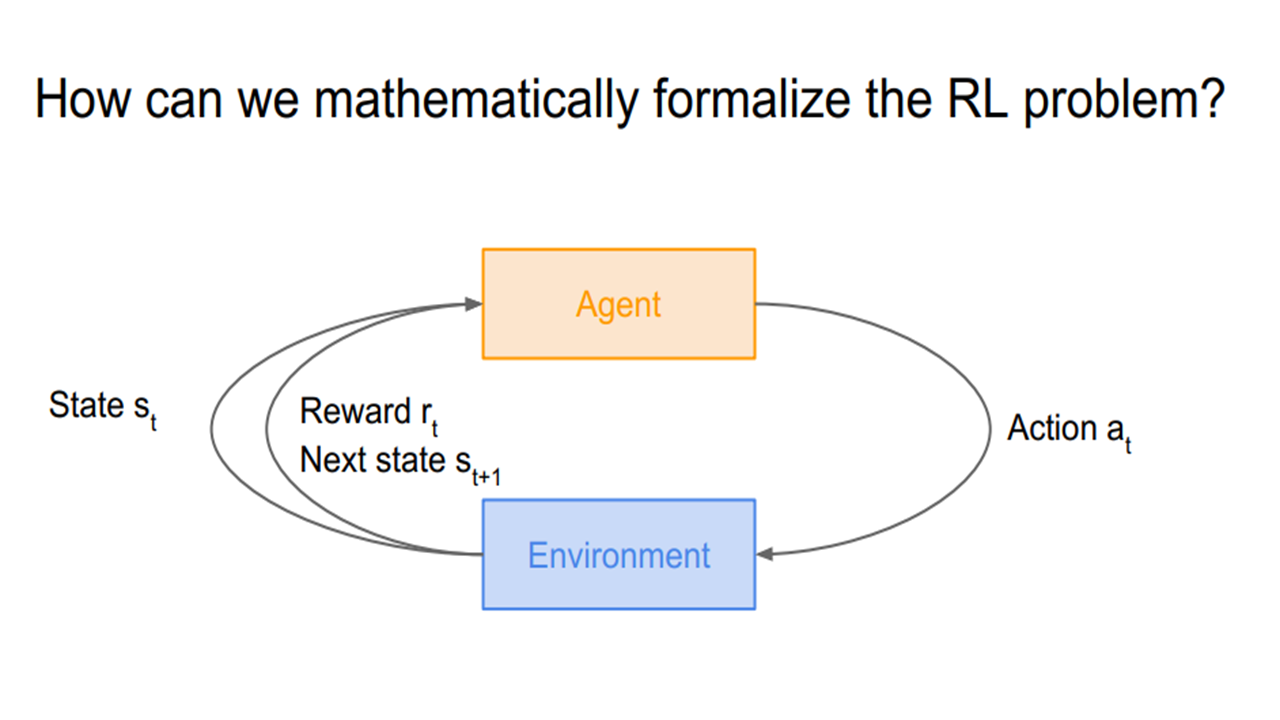 How can we mathematically formalize the RL problem?
Agent
State s_t
Reward r_t
Next state s_{t+1}
Action a_t
Environment